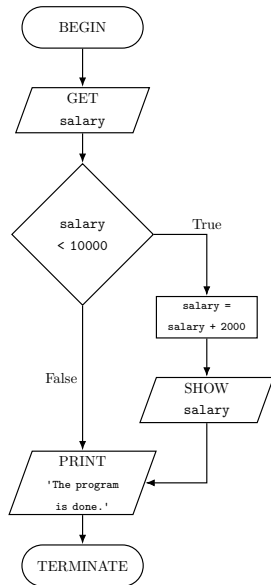 BEGIN
GET
salary
salary
< 10000
True
salary =
salary + 2000
SHOW
salary
False
PRINT
'The program
is done.'
TERMINATE